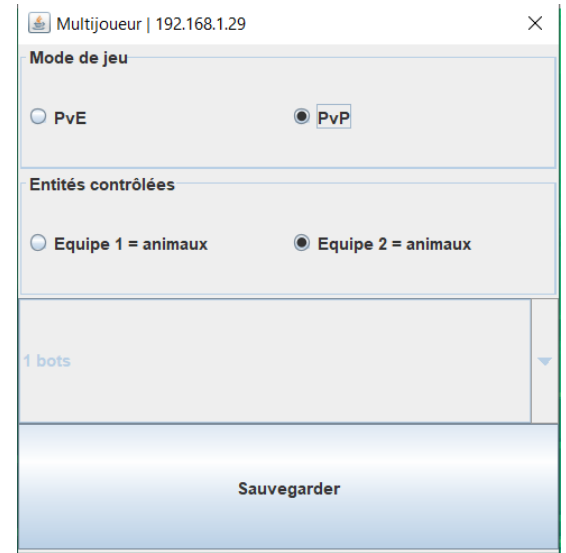 Multijoueur | 192.168.1.29
Mode de jeu
PvE PvP
Entités contrôlées
Equipe 1 = animaux Equipe 2 = animaux
1 bots
Sauvegarder